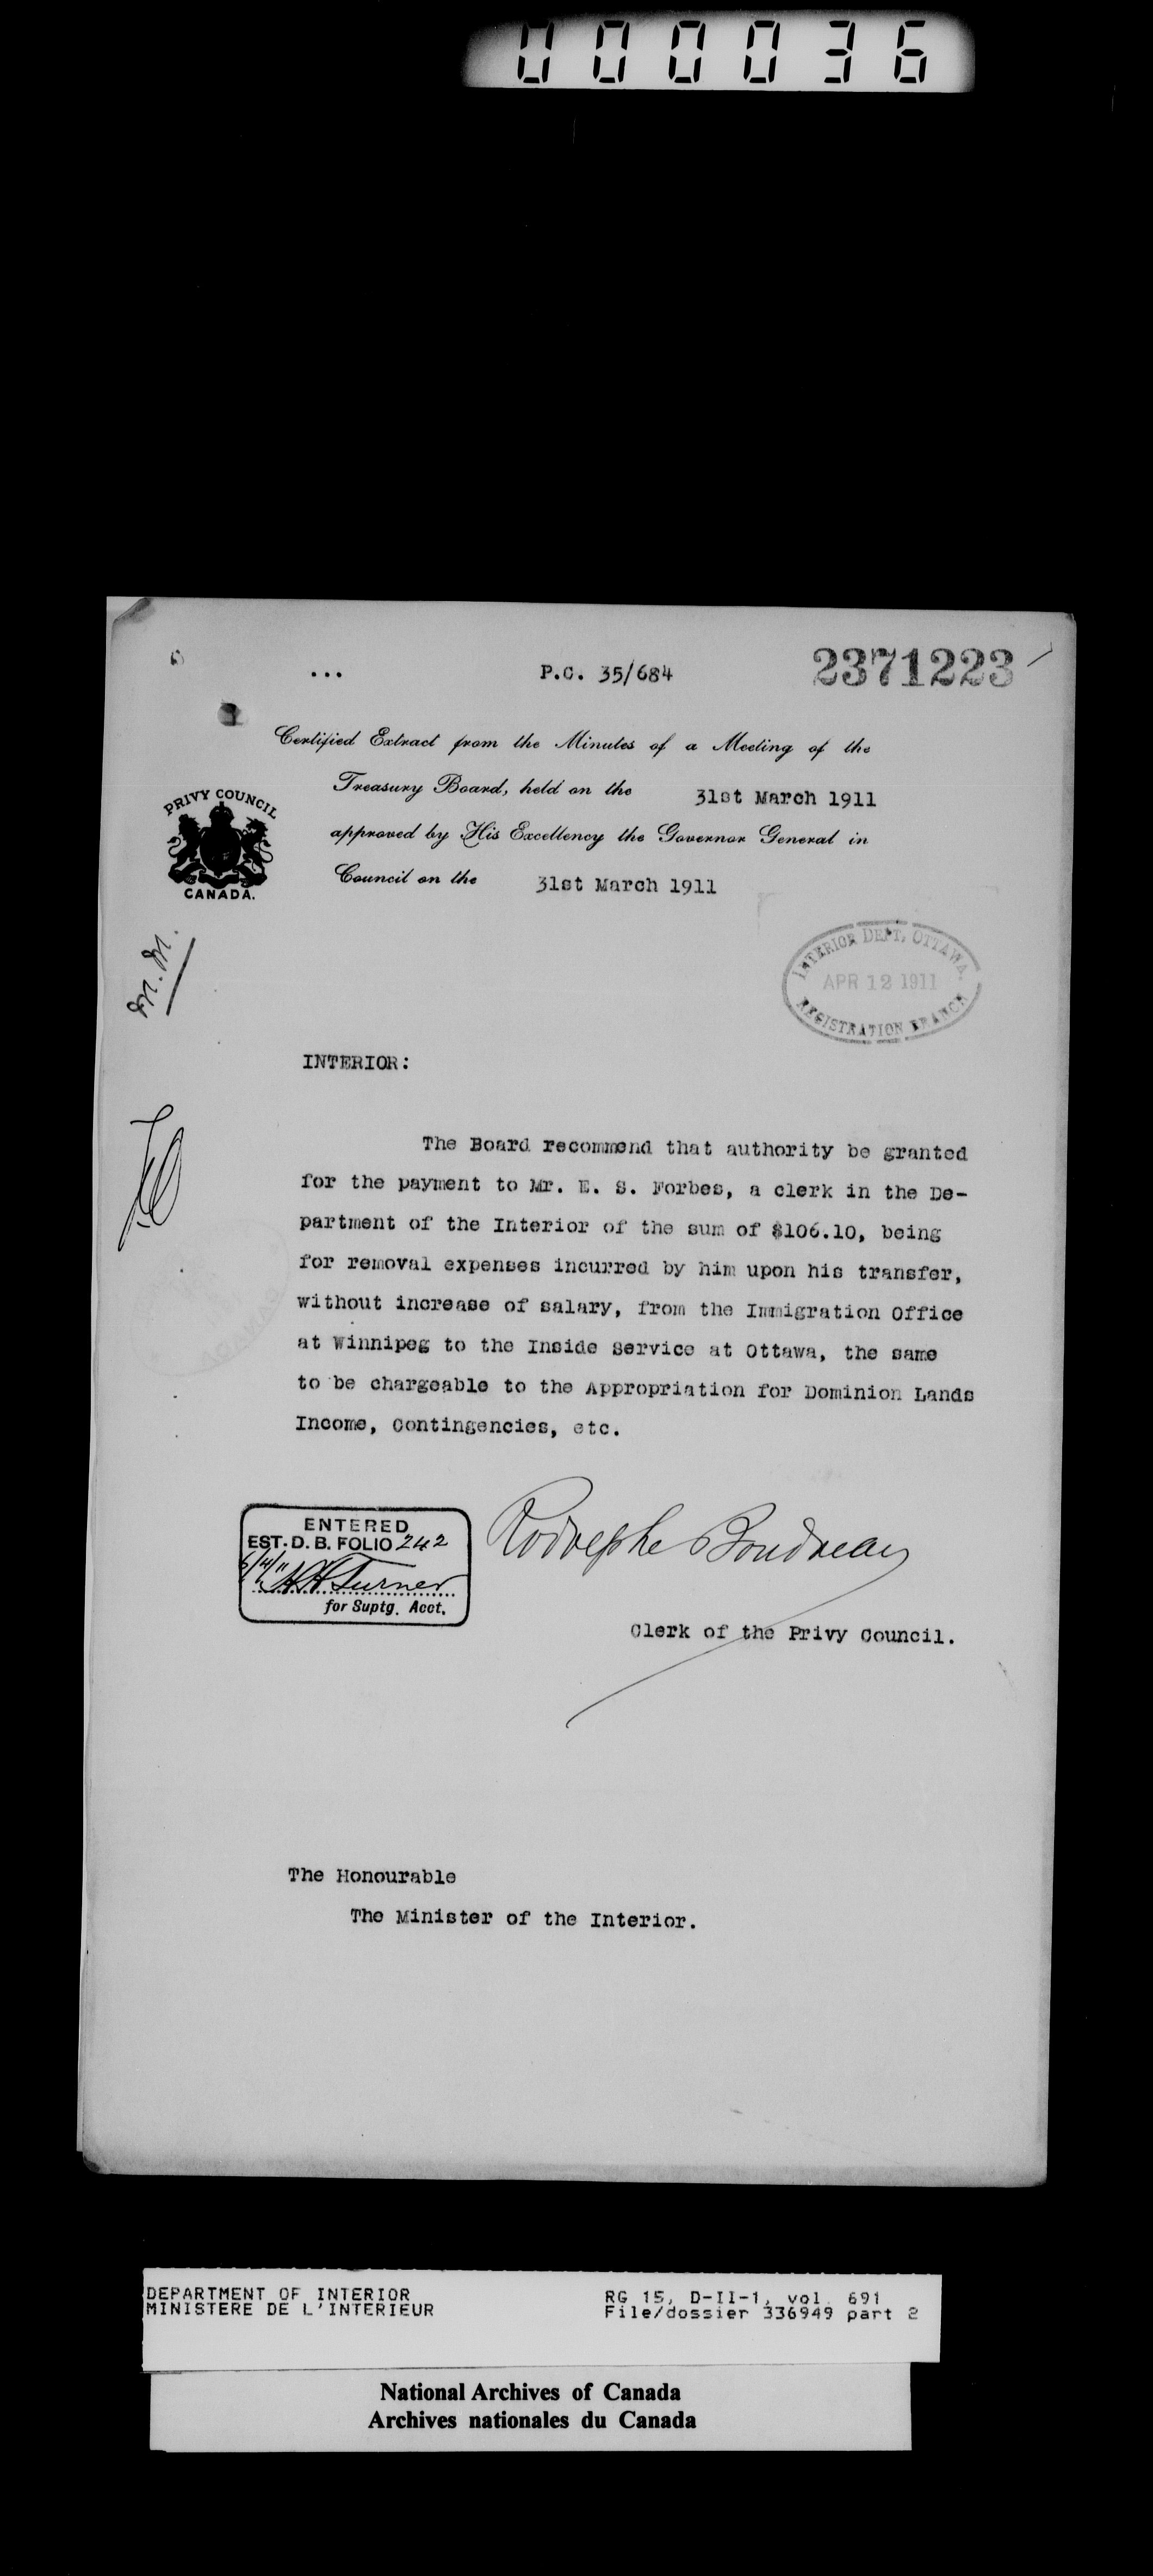 000036
... P.C. 35/684 2371223
Certified Extract from the Minutes of a Meeting of the
Treasury Board, held on the 31st March 1911
approved by His Excellency the Governor General in
Council on the 31st March 1911
PRIVY COUNCIL
CANADA.
INTERIOR DEPT. OTTAWA.
APR 12 1911
REGISTRATION BRANCH
INTERIOR:
The Board recommend that authority be granted
for the payment to Mr. E. S. Forbes, a clerk in the De-
partment of the Interior of the sum of $106.10, being
for removal expenses incurred by him upon his transfer,
without increase of salary, from the Immigration Office
at Winnipeg to the Inside Service at Ottawa, the same
to be chargeable to the Appropriation for Dominion Lands
Income, Contingencies, etc.
ENTERED
EST. D. B. FOLIO 242
6/4/11 Turner
for Suptg. Acct.
Rodolphe Boudreau
Clerk of the Privy Council.
The Honourable
The Minister of the Interior.
DEPARTMENT OF INTERIOR
MINISTERE DE L'INTERIEUR
RG 15, D-II-1, vol. 691
File/dossier 336949 part 2
National Archives of Canada
Archives nationales du Canada